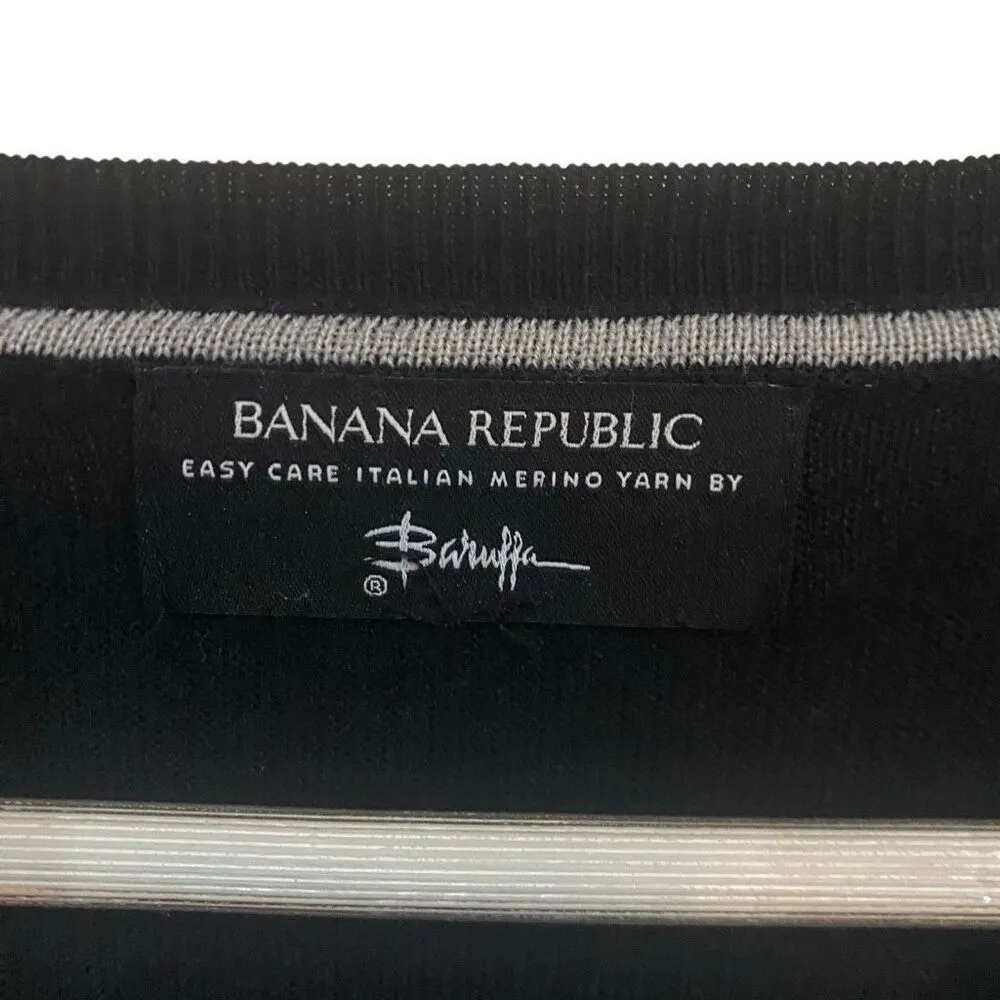 BANANA REPUBLIC
EASY CARE ITALIAN MERINO YARN BY
Baruffa
®